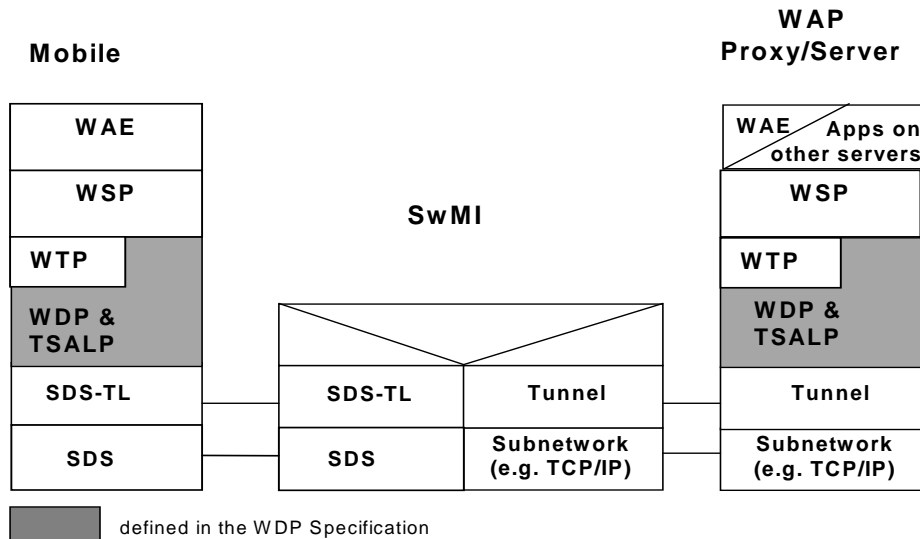 Mobile
WAP
Proxy/Server
WAE
WSP
WTP
WDP &
TSALP
SDS-TL
SDS
SwMI
SDS-TL
Tunnel
SDS
Subnetwork
(e.g. TCP/IP)
WAE
Apps on
other servers
WSP
WTP
WDP &
TSALP
Tunnel
Subnetwork
(e.g. TCP/IP)
defined in the WDP Specification